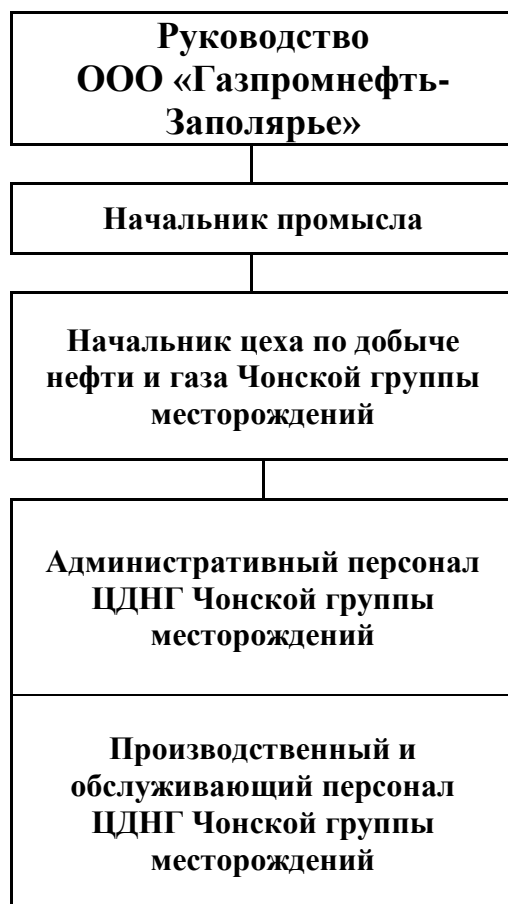 Руководство
ООО «Газпромнефть-
Заполярье»
Начальник промысла
Начальник цеха по добыче
нефти и газа Чонской группы
месторождений
Административный персонал
ЦДНГ Чонской группы
месторождений
Производственный и
обслуживающий персонал
ЦДНГ Чонской группы
месторождений